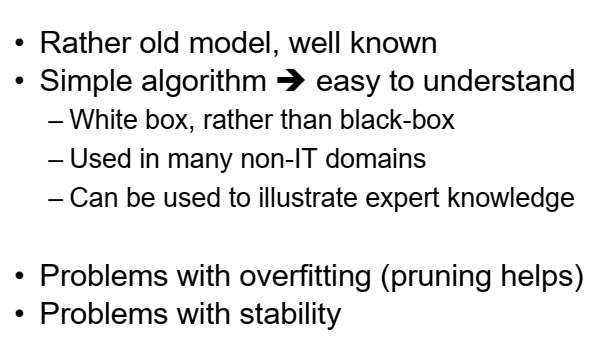 • Rather old model, well known
• Simple algorithm ➔ easy to understand
– White box, rather than black-box
– Used in many non-IT domains
– Can be used to illustrate expert knowledge
• Problems with overfitting (pruning helps)
• Problems with stability